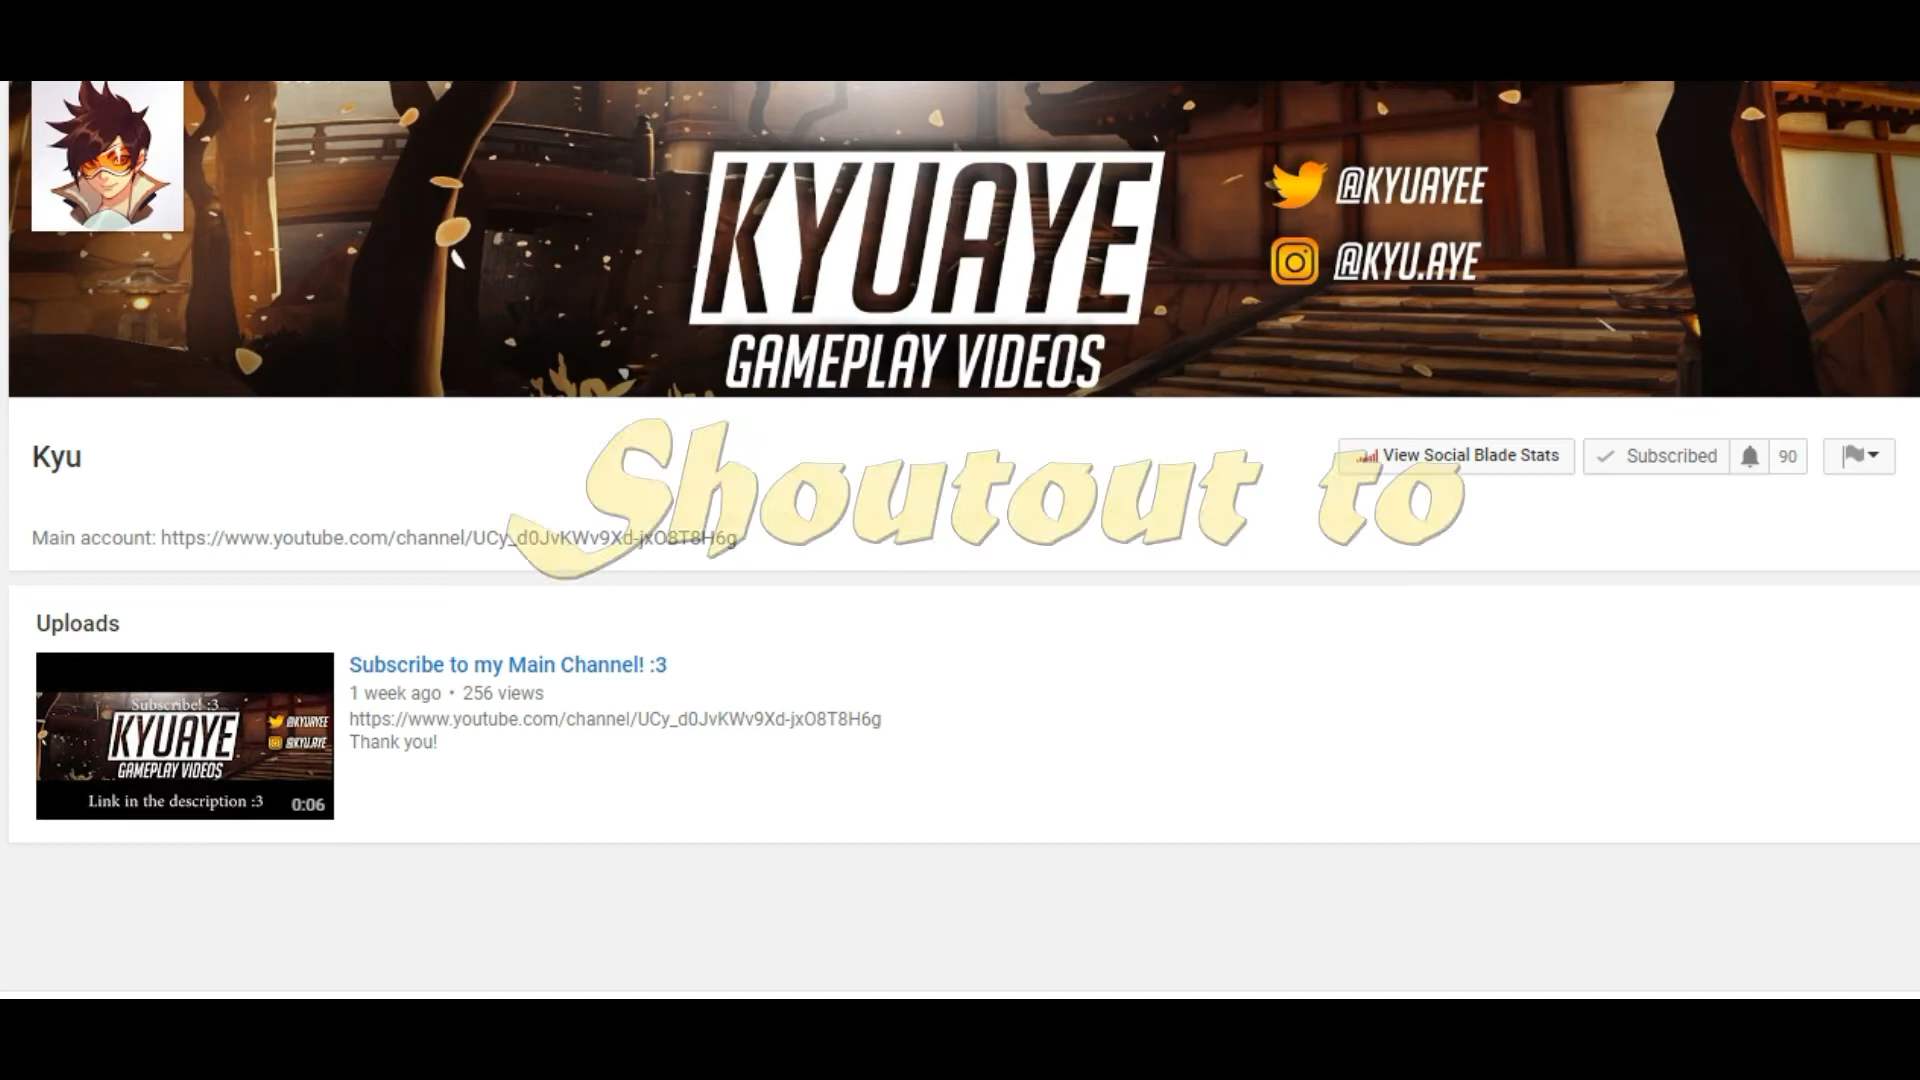 KYUAYE
GAMEPLAY VIDEOS
@KYUAYEE
@KYU.AYE
Kyu
View Social Blade Stats
Subscribed
90
Shoutout to
Main account: https://www.youtube.com/channel/UCy_d0JvKWv9Xd-jxO8T8H6g
Uploads
Subscribe! :3
KYUAYE
GAMEPLAY VIDEOS
@KYUAYEE
@KYU.AYE
Link in the description :3
0:06
Subscribe to my Main Channel! :3
1 week ago • 256 views
https://www.youtube.com/channel/UCy_d0JvKWv9Xd-jxO8T8H6g
Thank you!